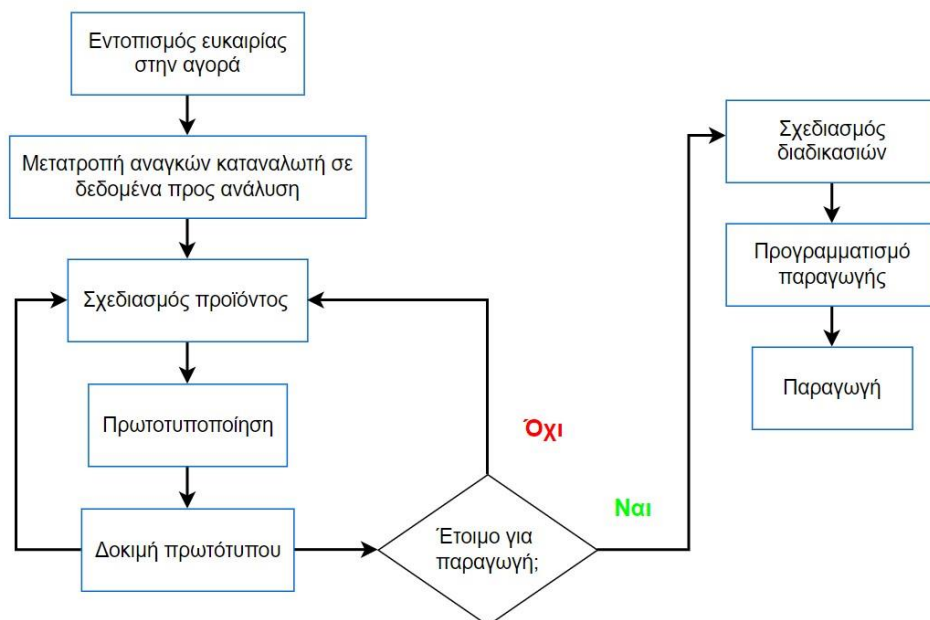 Εντοπισμός ευκαιρίας
στην αγορά
Μετατροπή αναγκών καταναλωτή σε
δεδομένα προς ανάλυση
Σχεδιασμός προϊόντος
Πρωτοτυποποίηση
Δοκιμή πρωτότυπου
Έτοιμο για
παραγωγή;
Όχι
Ναι
Σχεδιασμός
διαδικασιών
Προγραμματισμό
παραγωγής
Παραγωγή